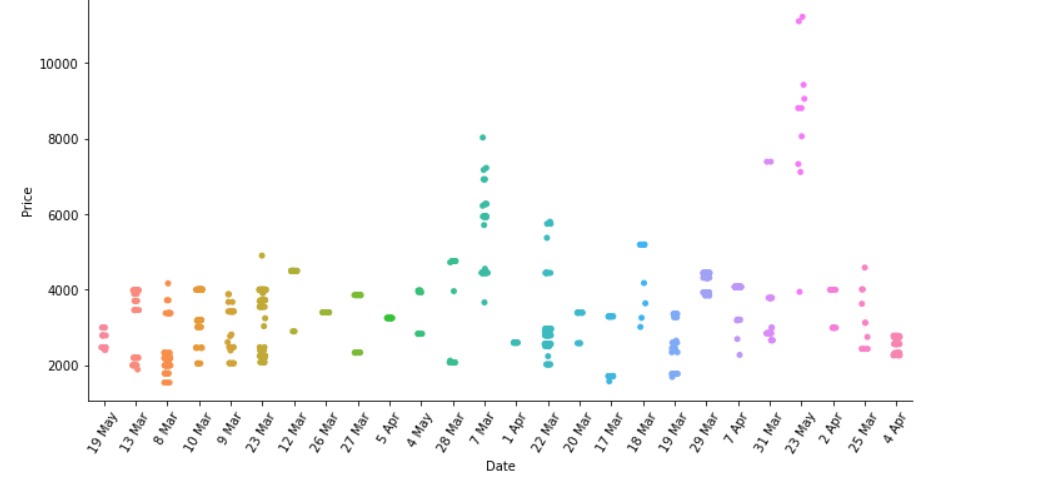 10000
8000
6000
4000
2000
Price
19 May
13 Mar
8 Mar
10 Mar
9 Mar
23 Mar
12 Mar
26 Mar
27 Mar
5 Apr
4 May
28 Mar
7 Mar
1 Apr
22 Mar
20 Mar
17 Mar
18 Mar
19 Mar
29 Mar
7 Apr
31 Mar
23 May
2 Apr
25 Mar
4 Apr
Date